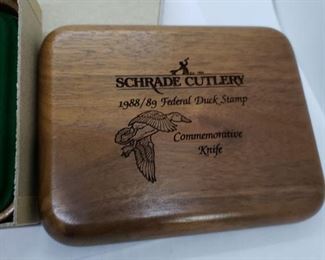 SCHRADE CUTLERY
1988/89 Federal Duck Stamp
Commemorative
Knife